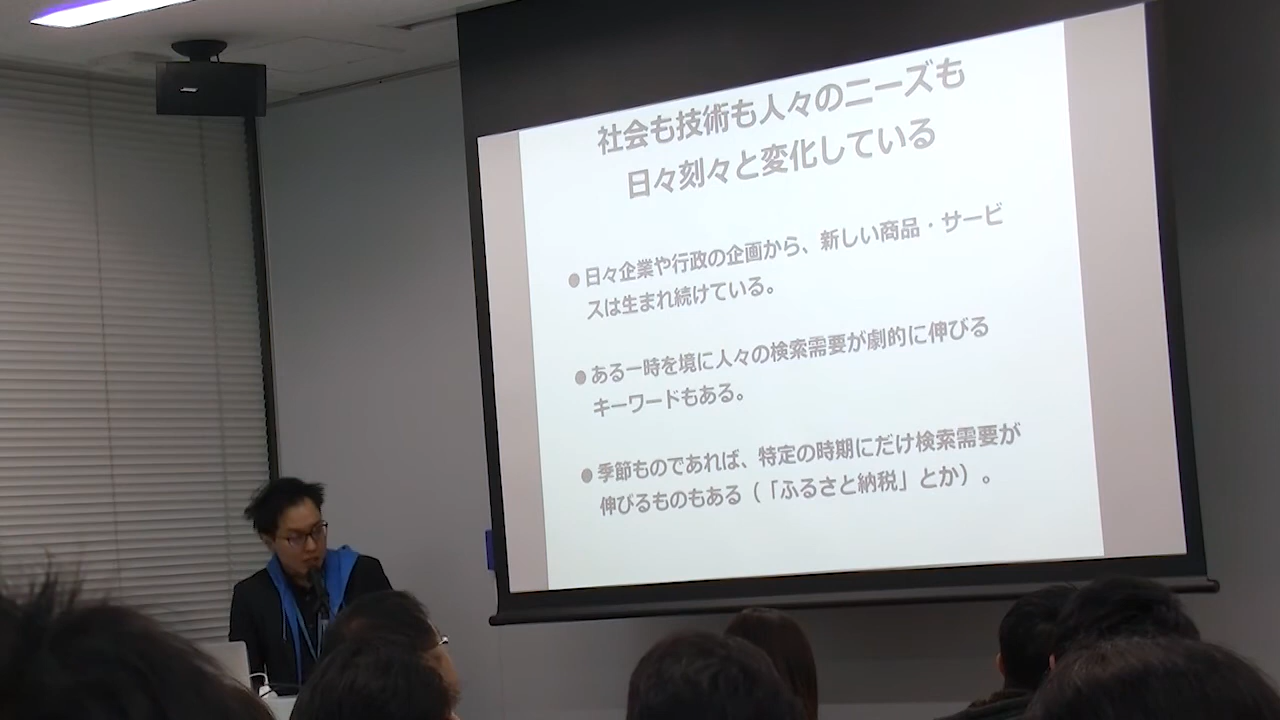 社会も技術も人々のニーズも
日々刻々と変化している
●日々企業や行政の企画から、新しい商品・サービ
スは生まれ続けている。
●ある一時を境に人々の検索需要が劇的に伸びる
キーワードもある。
●季節ものであれば、特定の時期にだけ検索需要が
伸びるものもある（「ふるさと納税」とか）。